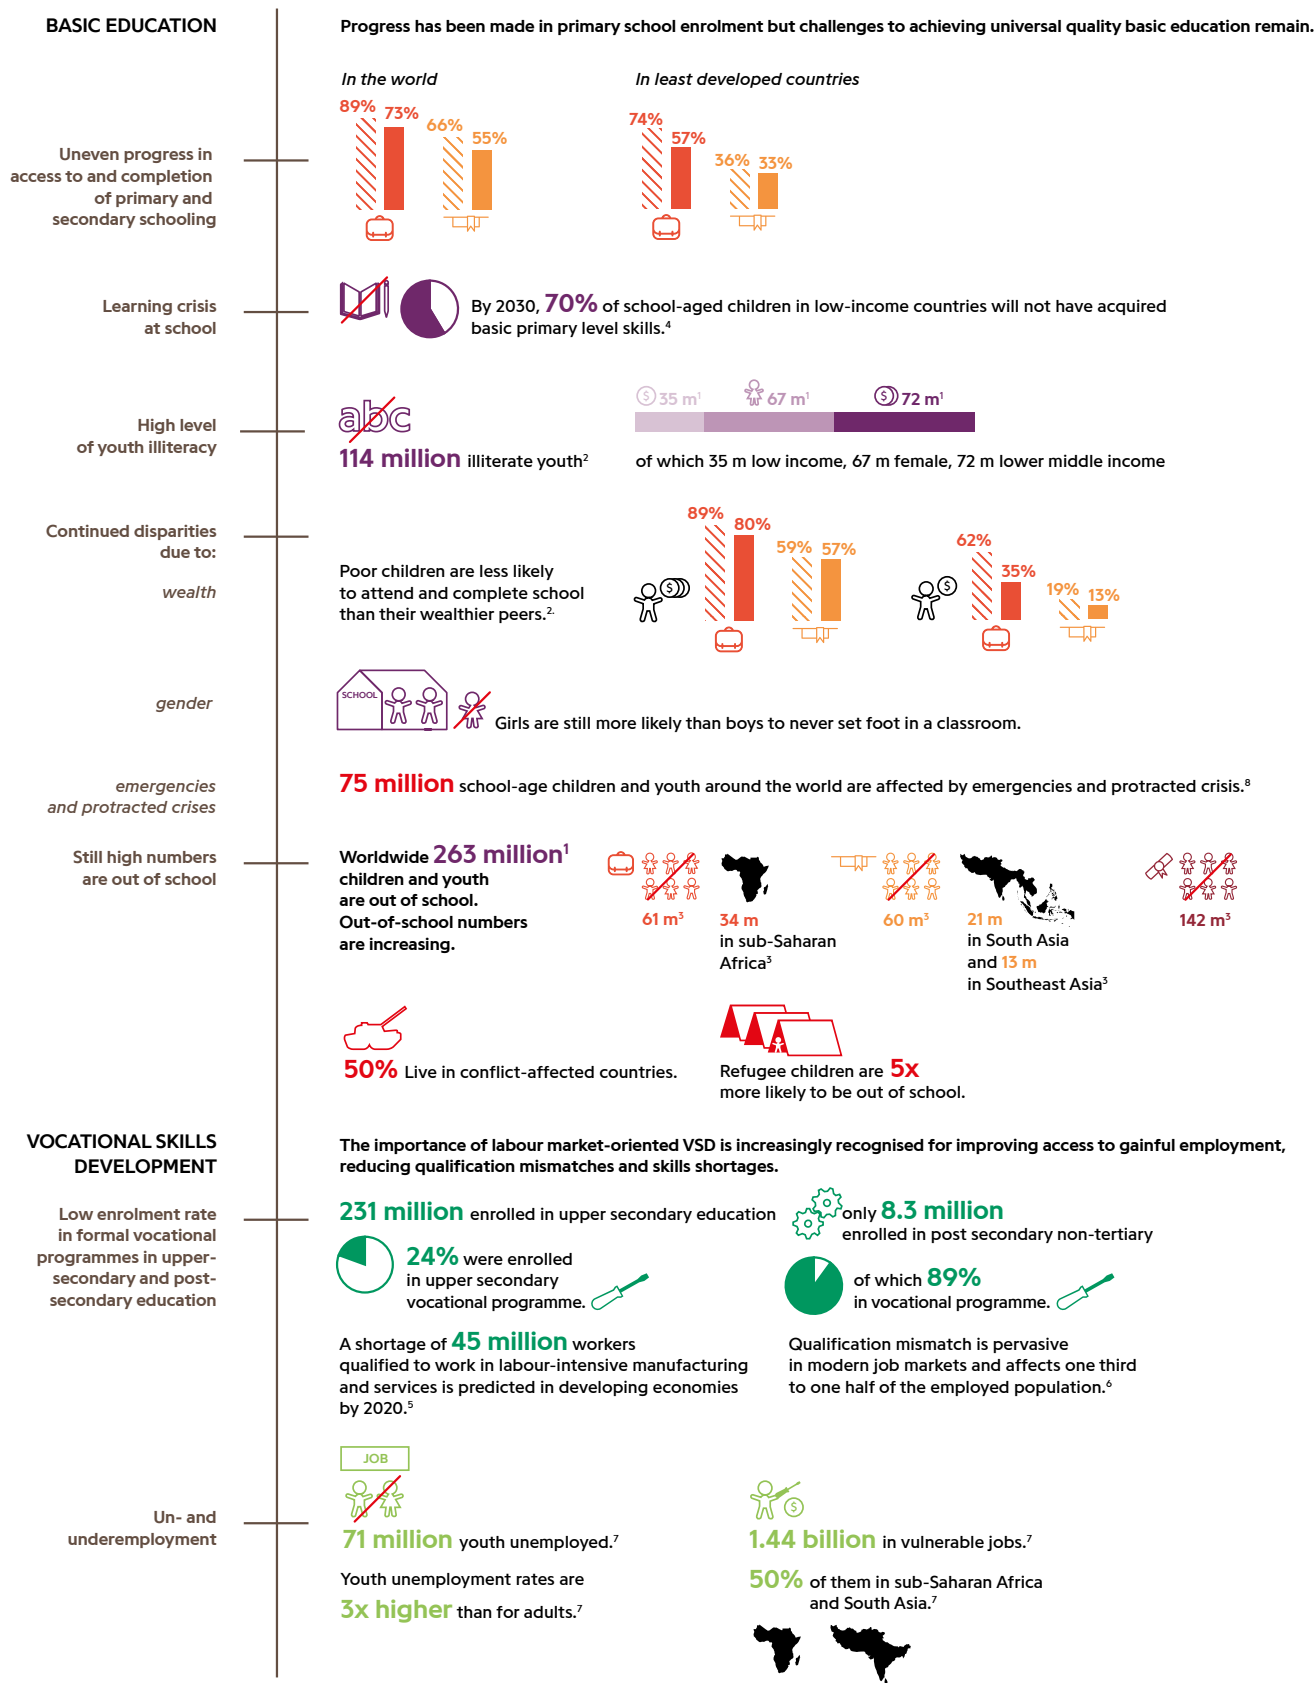 BASIC EDUCATION
Progress has been made in primary school enrolment but challenges to achieving universal quality basic education remain.
Uneven progress in
access to and completion
of primary and
secondary schooling
In the world
89% 73% 66% 55%
In least developed countries
74% 57% 36% 33%
Learning crisis
at school
By 2030, 70% of school-aged children in low-income countries will not have acquired
basic primary level skills.⁴
High level
of youth illiteracy
abc
114 million illiterate youth²
$ 35 m¹ 67 m¹ $ 72 m¹
of which 35 m low income, 67 m female, 72 m lower middle income
Continued disparities
due to:
wealth
Poor children are less likely
to attend and complete school
than their wealthier peers.².
$
89% 80% 59% 57%
$
62% 35% 19% 13%
gender
SCHOOL
Girls are still more likely than boys to never set foot in a classroom.
emergencies
and protracted crises
75 million school-age children and youth around the world are affected by emergencies and protracted crisis.⁸
Still high numbers
are out of school
Worldwide 263 million¹
children and youth
are out of school.
Out-of-school numbers
are increasing.
61 m³
34 m
in sub-Saharan
Africa³
60 m³
21 m
in South Asia
and 13 m
in Southeast Asia³
142 m³
50% Live in conflict-affected countries.
Refugee children are 5x
more likely to be out of school.
VOCATIONAL SKILLS
DEVELOPMENT
The importance of labour market-oriented VSD is increasingly recognised for improving access to gainful employment,
reducing qualification mismatches and skills shortages.
Low enrolment rate
in formal vocational
programmes in upper-
secondary and post-
secondary education
231 million enrolled in upper secondary education
24% were enrolled
in upper secondary
vocational programme.
only 8.3 million
enrolled in post secondary non-tertiary
of which 89%
in vocational programme.
A shortage of 45 million workers
qualified to work in labour-intensive manufacturing
and services is predicted in developing economies
by 2020.⁵
Qualification mismatch is pervasive
in modern job markets and affects one third
to one half of the employed population.⁶
Un- and
underemployment
JOB
71 million youth unemployed.⁷
Youth unemployment rates are
3x higher than for adults.⁷
$
1.44 billion in vulnerable jobs.⁷
50% of them in sub-Saharan Africa
and South Asia.⁷